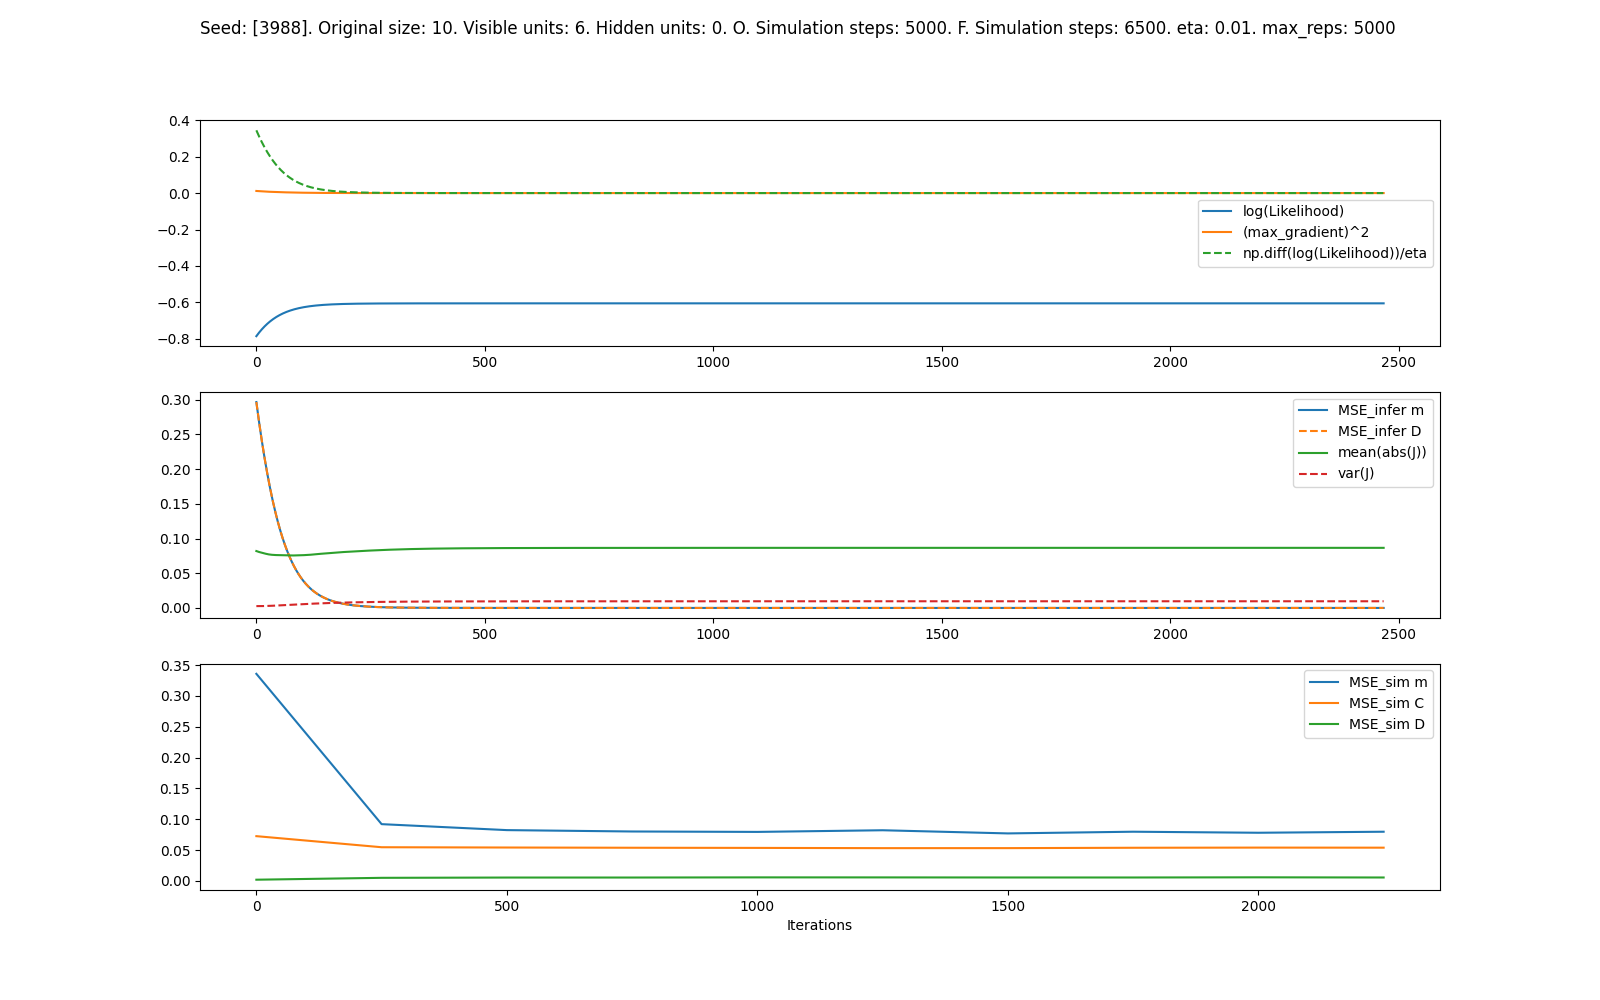 Seed: [3988]. Original size: 10. Visible units: 6. Hidden units: 0. O. Simulation steps: 5000. F. Simulation steps: 6500. eta: 0.01. max_reps: 5000
0.4
0.2
0.0
−0.2
−0.4
−0.6
−0.8
log(Likelihood)
(max_gradient)^2
np.diff(log(Likelihood))/eta
0 500 1000 1500 2000 2500
0.30
0.25
0.20
0.15
0.10
0.05
0.00
MSE_infer m
MSE_infer D
mean(abs(J))
var(J)
0 500 1000 1500 2000 2500
0.35
0.30
0.25
0.20
0.15
0.10
0.05
0.00
MSE_sim m
MSE_sim C
MSE_sim D
0 500 1000 1500 2000
Iterations